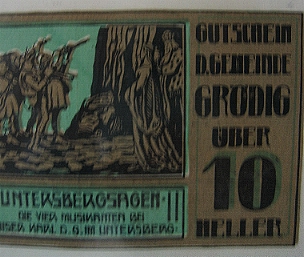 GUTSCHEIN
D. GEMEINDE
GRÖDIG
ÜBER
10
HELLER
UNTERSBERGSAGEN · II
DIE VIER MUSIKANTEN BEI
KAISER KARL D. G. IM UNTERSBERG